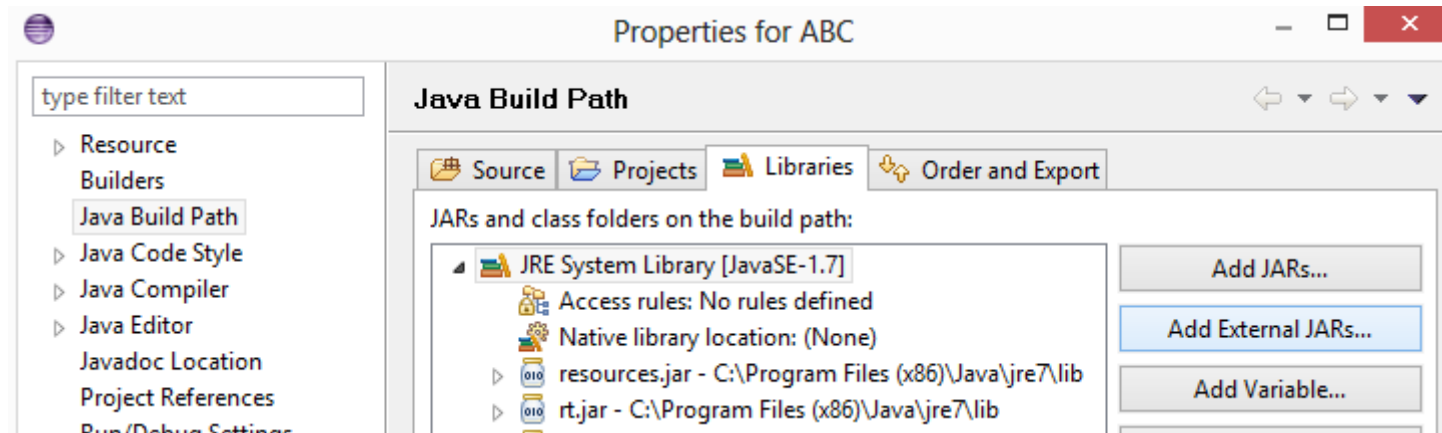 Properties for ABC
type filter text
Resource
Builders
Java Build Path
Java Code Style
Java Compiler
Java Editor
Javadoc Location
Project References
Run/Debug Settings
Java Build Path
Source Projects Libraries Order and Export
JARs and class folders on the build path:
JRE System Library [JavaSE-1.7]
Access rules: No rules defined
Native library location: (None)
resources.jar - C:\Program Files (x86)\Java\jre7\lib
rt.jar - C:\Program Files (x86)\Java\jre7\lib
Add JARs...
Add External JARs...
Add Variable...